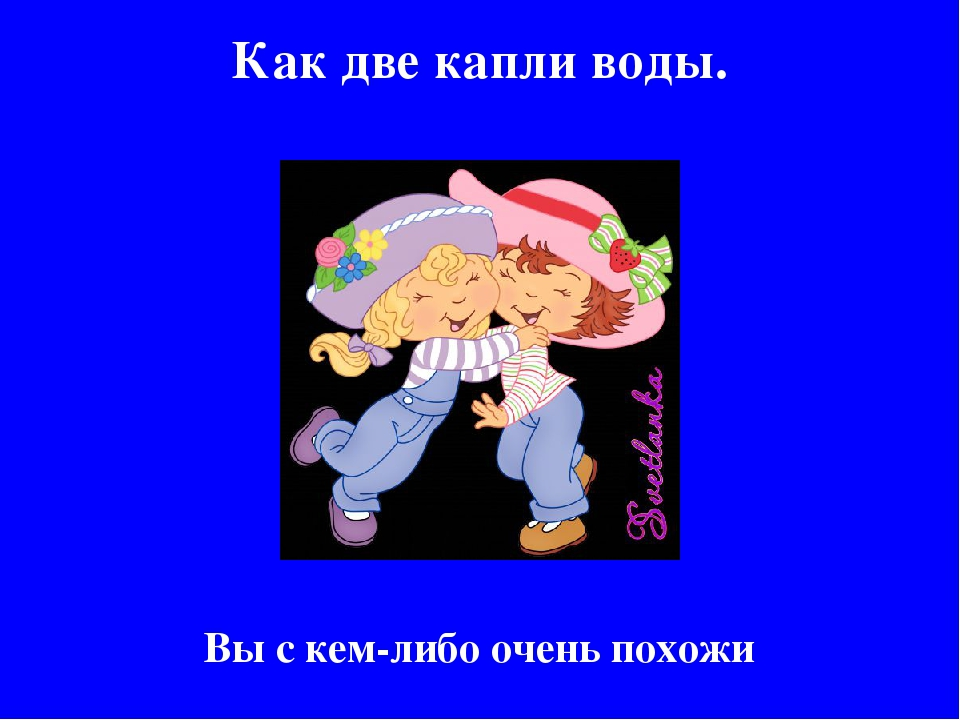 Как две капли воды.
Svetlanka
Вы с кем-либо очень похожи